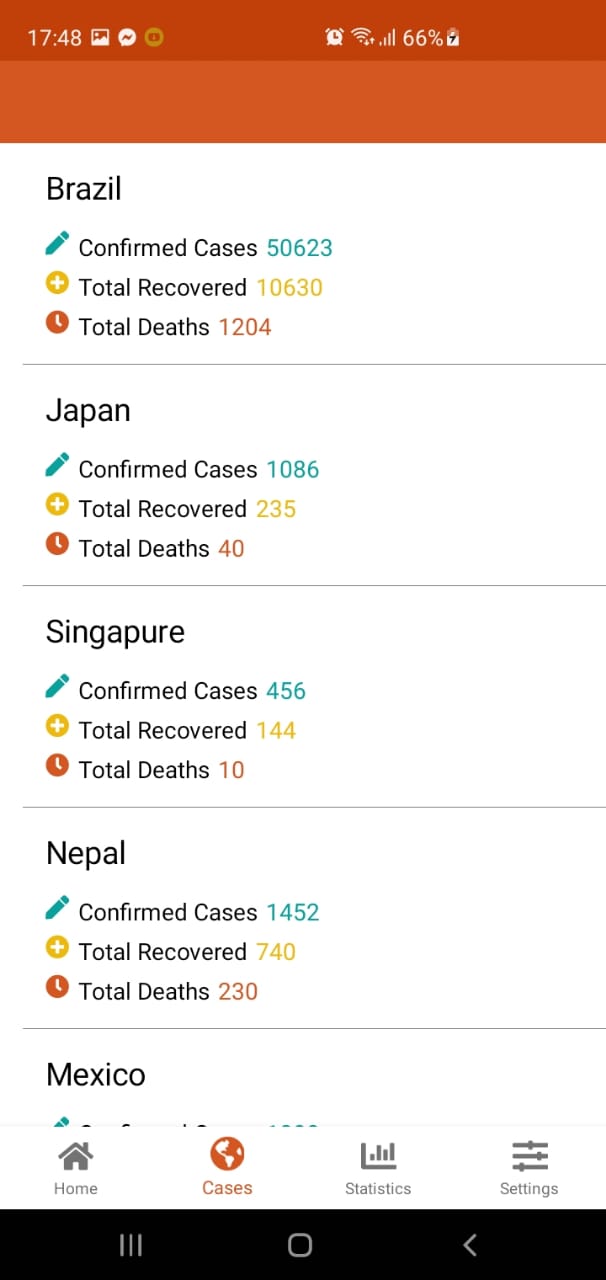 17:48 66%
Brazil
Confirmed Cases 50623
Total Recovered 10630
Total Deaths 1204
Japan
Confirmed Cases 1086
Total Recovered 235
Total Deaths 40
Singapure
Confirmed Cases 456
Total Recovered 144
Total Deaths 10
Nepal
Confirmed Cases 1452
Total Recovered 740
Total Deaths 230
Mexico
Home Cases Statistics Settings